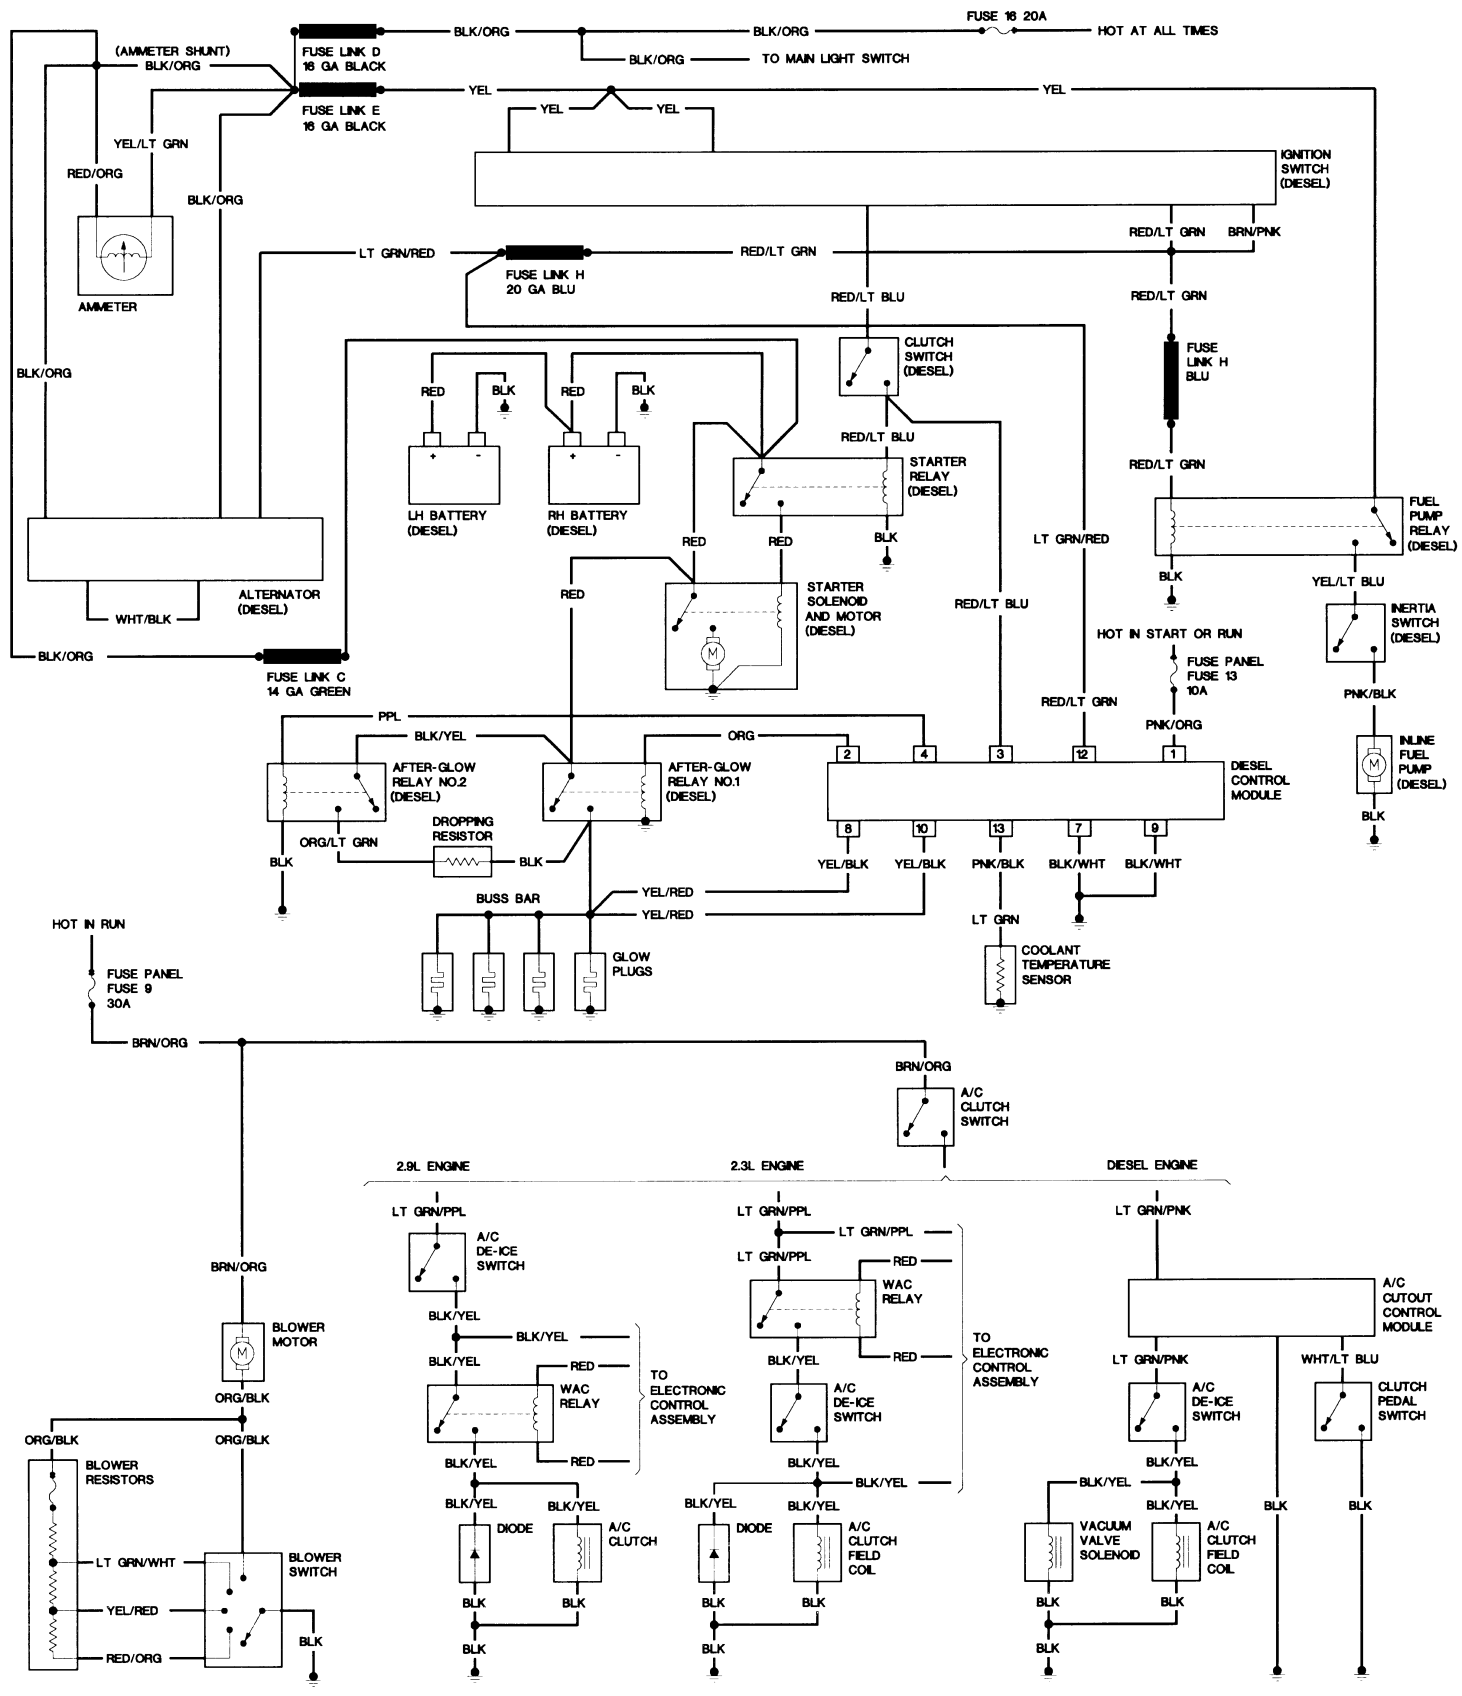 FUSE 16 20A
HOT AT ALL TIMES
BLK/ORG
BLK/ORG
(AMMETER SHUNT)
BLK/ORG
FUSE LINK D
16 GA BLACK
BLK/ORG
TO MAIN LIGHT SWITCH
YEL
YEL
FUSE LINK E
16 GA BLACK
YEL
YEL
YEL/LT GRN
RED/ORG
BLK/ORG
IGNITION
SWITCH
(DIESEL)
RED/LT GRN
BRN/PNK
LT GRN/RED
RED/LT GRN
FUSE LINK H
20 GA BLU
AMMETER
RED/LT BLU
RED/LT GRN
CLUTCH
SWITCH
(DIESEL)
FUSE
LINK H
BLU
BLK/ORG
RED
BLK
RED
BLK
RED/LT BLU
+
-
+
-
STARTER
RELAY
(DIESEL)
RED/LT GRN
LH BATTERY
(DIESEL)
RH BATTERY
(DIESEL)
FUEL
PUMP
RELAY
(DIESEL)
RED
RED
BLK
LT GRN/RED
BLK
YEL/LT BLU
ALTERNATOR
(DIESEL)
WHT/BLK
RED
STARTER
SOLENOID
AND MOTOR
(DIESEL)
M
RED/LT BLU
INERTIA
SWITCH
(DIESEL)
HOT IN START OR RUN
BLK/ORG
FUSE LINK C
14 GA GREEN
FUSE PANEL
FUSE 13
10A
PNK/BLK
RED/LT GRN
PNK/ORG
PPL
BLK/YEL
ORG
2
4
3
12
1
INLINE
FUEL
PUMP
(DIESEL)
M
AFTER-GLOW
RELAY NO.2
(DIESEL)
AFTER-GLOW
RELAY NO.1
(DIESEL)
DIESEL
CONTROL
MODULE
BLK
DROPPING
RESISTOR
8
10
13
7
9
ORG/LT GRN
BLK
BLK
YEL/BLK
YEL/BLK
PNK/BLK
BLK/WHT
BLK/WHT
BUSS BAR
YEL/RED
YEL/RED
LT GRN
GLOW
PLUGS
COOLANT
TEMPERATURE
SENSOR
HOT IN RUN
FUSE PANEL
FUSE 9
30A
BRN/ORG
BRN/ORG
A/C
CLUTCH
SWITCH
2.9L ENGINE
2.3L ENGINE
DIESEL ENGINE
LT GRN/PPL
LT GRN/PPL
LT GRN/PNK
A/C
DE-ICE
SWITCH
LT GRN/PPL
LT GRN/PPL
RED
WAC
RELAY
RED
BRN/ORG
BLK/YEL
BLK/YEL
BLK/YEL
RED
WAC
RELAY
RED
TO
ELECTRONIC
CONTROL
ASSEMBLY
TO
ELECTRONIC
CONTROL
ASSEMBLY
A/C
CUTOUT
CONTROL
MODULE
BLOWER
MOTOR
M
ORG/BLK
BLK/YEL
A/C
DE-ICE
SWITCH
LT GRN/PNK
WHT/LT BLU
A/C
DE-ICE
SWITCH
CLUTCH
PEDAL
SWITCH
ORG/BLK
ORG/BLK
BLOWER
RESISTORS
BLK/YEL
BLK/YEL
BLK/YEL
BLK/YEL
BLK/YEL
BLK/YEL
BLK/YEL
BLK/YEL
BLK/YEL
BLK/YEL
BLK
BLK
DIODE
A/C
CLUTCH
DIODE
A/C
CLUTCH
FIELD
COIL
VACUUM
VALVE
SOLENOID
A/C
CLUTCH
FIELD
COIL
LT GRN/WHT
BLOWER
SWITCH
YEL/RED
BLK
RED/ORG
BLK
BLK
BLK
BLK
BLK
BLK
BLK
BLK
BLK